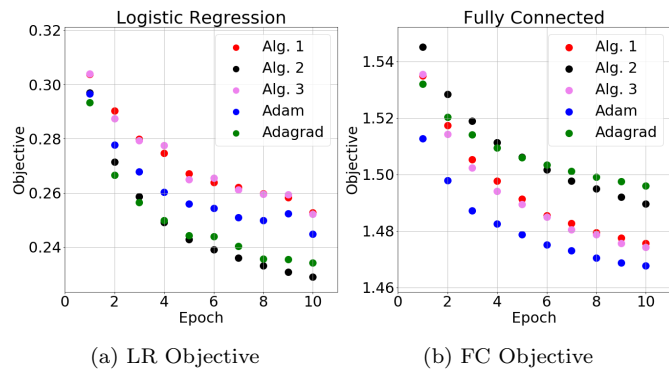 Logistic Regression
0.32
0.30
0.28
0.26
0.24
Objective
0 2 4 6 8 10
Epoch
Alg. 1
Alg. 2
Alg. 3
Adam
Adagrad
(a) LR Objective
Fully Connected
1.54
1.52
1.50
1.48
1.46
Objective
0 2 4 6 8 10
Epoch
Alg. 1
Alg. 2
Alg. 3
Adam
Adagrad
(b) FC Objective